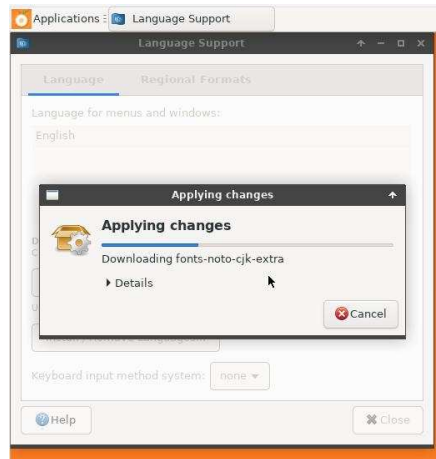 Applications
Language Support
Language Support
Language
Regional Formats
Language for menus and windows:
English
Applying changes
Applying changes
Downloading fonts-noto-cjk-extra
Details
Cancel
Keyboard input method system:
none
Help
Close